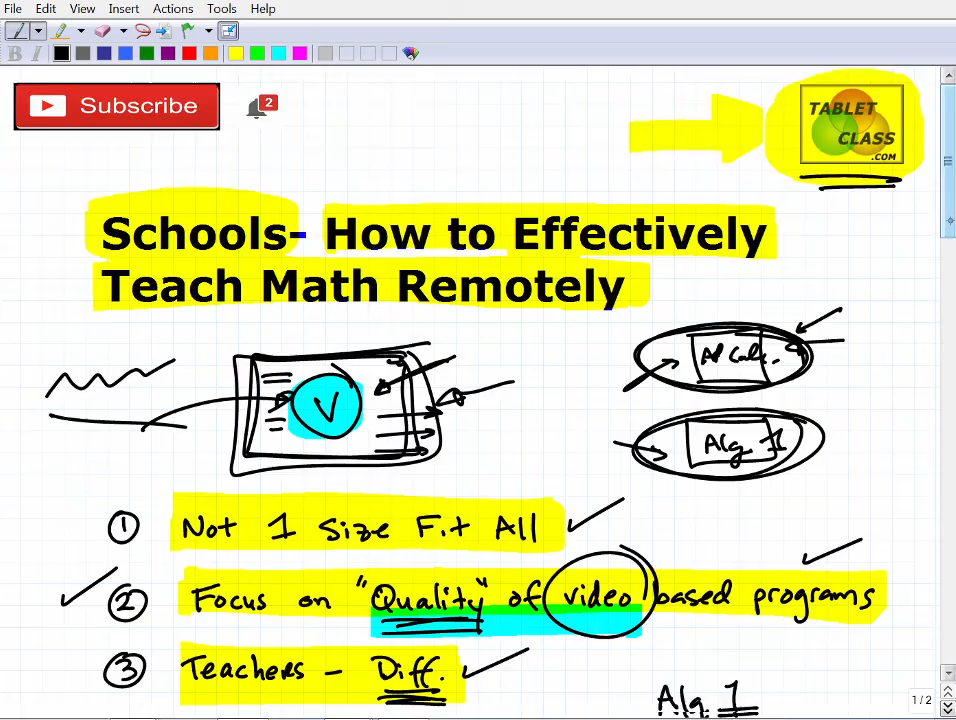 File Edit View Insert Actions Tools Help
B I
Subscribe 2
TABLET
CLASS
.COM
Schools- How to Effectively
Teach Math Remotely
AP Calc.
V
Alg 1
① Not 1 Size Fit All
② Focus on "Quality" of video based programs
③ Teachers - Diff.
Alg. 1
1 / 2